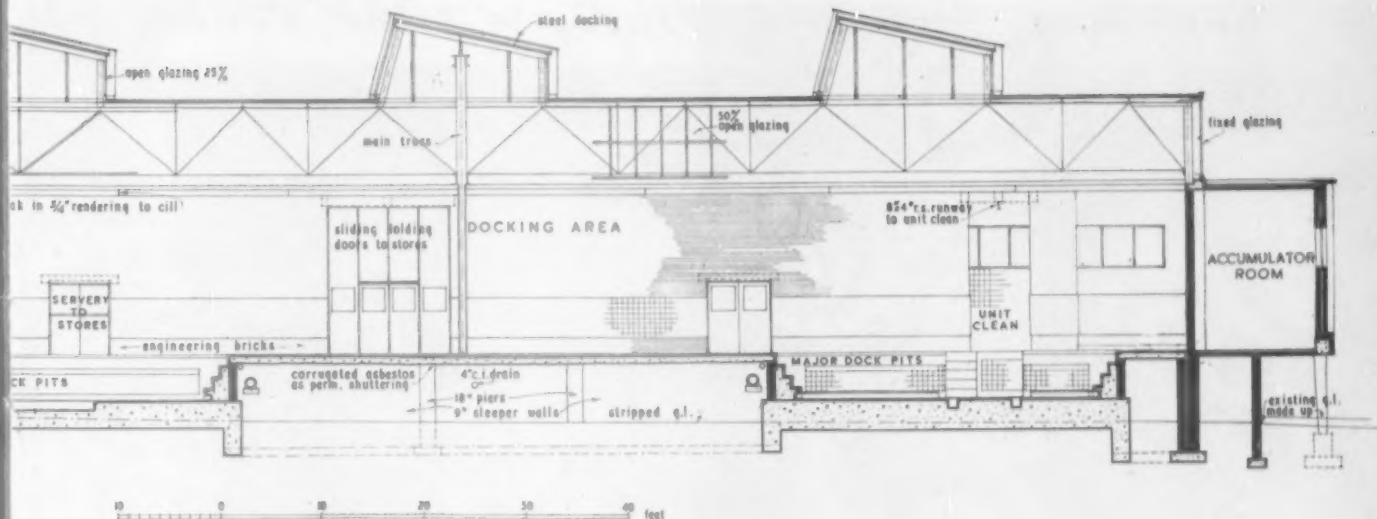 steel decking
open glazing 25%
50%
open glazing
main truss
fixed glazing
in 3/4" rendering to cill
sliding folding
doors to stores
DOCKING AREA
r.s. runway
to unit clean
ACCUMULATOR
ROOM
SERVERY
TO
STORES
UNIT
CLEAN
engineering bricks
PITS
corrugated asbestos
as perm. shuttering
4" c.i. drain
18" piers
9" sleeper walls
stripped g.l.
MAJOR DOCK PITS
existing g.l.
made up
10 0 10 20 30 40 feet